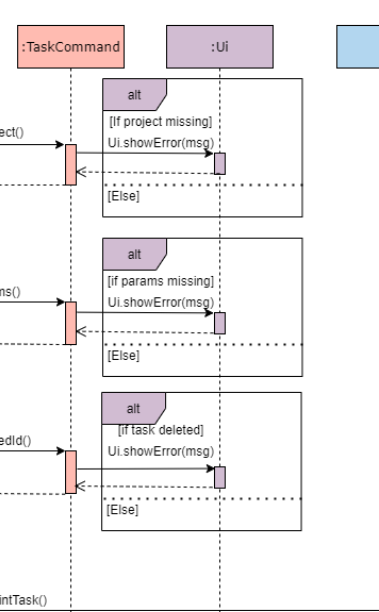 :TaskCommand
:Ui
alt
[If project missing]
ect()
Ui.showError(msg)
[Else]
alt
[if params missing]
ms()
Ui.showError(msg)
[Else]
alt
[if task deleted]
edId()
Ui.showError(msg)
[Else]
intTask()